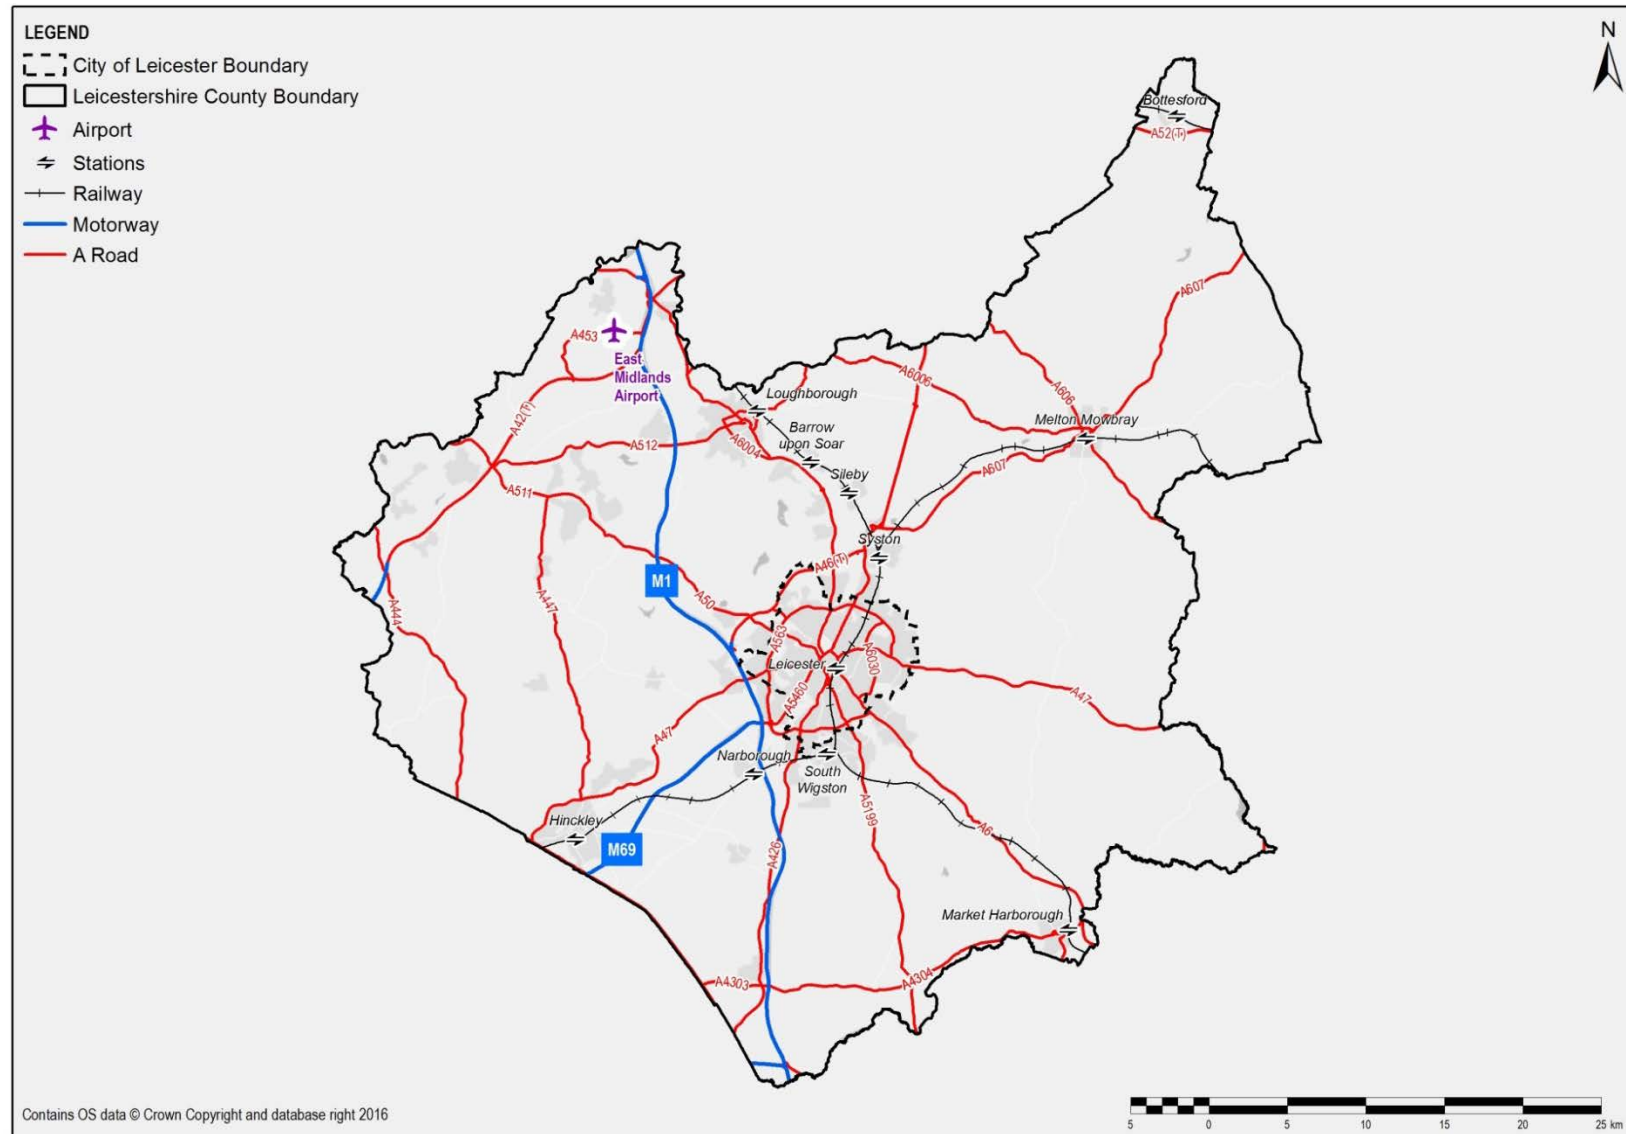 LEGEND
City of Leicester Boundary
Leicestershire County Boundary
Airport
Stations
Railway
Motorway
A Road
N
Bottesford
A52(T)
A607
A453
East
Midlands
Airport
A6006
A606
Loughborough
Melton Mowbray
A42(T)
Barrow
upon Soar
A512
A6004
A607
Sileby
A511
Syston
A46(T)
M1
A50
A444
A447
A563
A6030
Leicester
A5460
A47
A47
Narborough
South
Wigston
A5199
Hinckley
A6
M69
A426
Market Harborough
A4303
A4304
Contains OS data © Crown Copyright and database right 2016
5 0 5 10 15 20 25 km